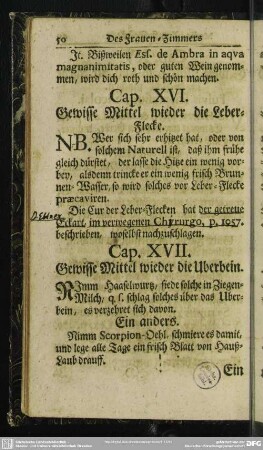 50 Des Frauen-Zimmers
It. Bißweilen Ess. de Ambra in aqva
magnanimitatis, oder guten Wein genom-
men, wird dich roth und schön machen.
Cap. XVI.
Gewisse Mittel wieder die Leber-
Flecke.
NB. Wer sich sehr erhitzet hat, oder von
solchem Naturell ist, daß ihm frühe
gleich dürstet, der lasse die Hitze ein wenig vor-
bey, alsdenn trincke er ein wenig frisch Brun-
nen-Wasser, so wird solches vor Leber-Flecke
præcaviren.
Die Cur der Leber-Flecken hat der getreue
Eckart, im verwegenen Chyrurgo, p. 1057.
beschrieben, woselbst nachzuschlagen.
Cap. XVII.
Gewisse Mittel wieder die Uberbein.
NImm Haaselwurtz, siede solche in Ziegen-
Milch, q. s. schlag solches über das Uber-
bein, es verzehret sich davon.
Ein anders.
Nimm Scorpion-Oehl, schmiere es damit,
und lege alle Tage ein frisch Blatt von Hauß-
Laub drauff.
Ein